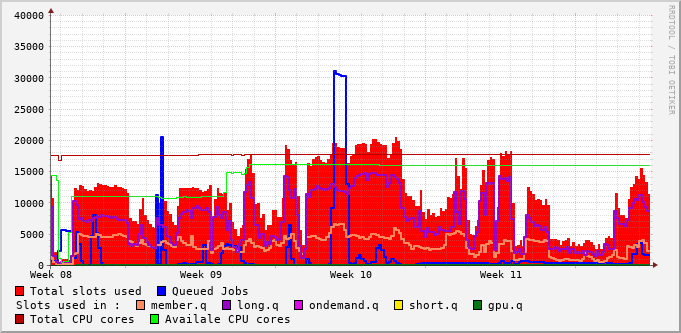 40000
35000
30000
25000
20000
15000
10000
5000
0
Week 08 Week 09 Week 10 Week 11
RRDTOOL / TOBI OETIKER
Total slots used Queued Jobs
Slots used in : member.q long.q ondemand.q short.q gpu.q
Total CPU cores Availale CPU cores